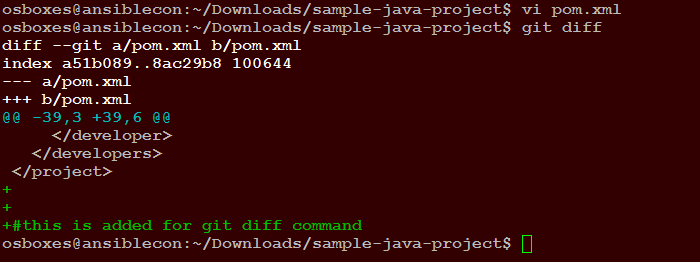 osboxes@ansiblecon:~/Downloads/sample-java-project$ vi pom.xml
osboxes@ansiblecon:~/Downloads/sample-java-project$ git diff
diff --git a/pom.xml b/pom.xml
index a51b089..8ac29b8 100644
--- a/pom.xml
+++ b/pom.xml
@@ -39,3 +39,6 @@
     </developer>
   </developers>
 </project>
+
+
+#this is added for git diff command
osboxes@ansiblecon:~/Downloads/sample-java-project$